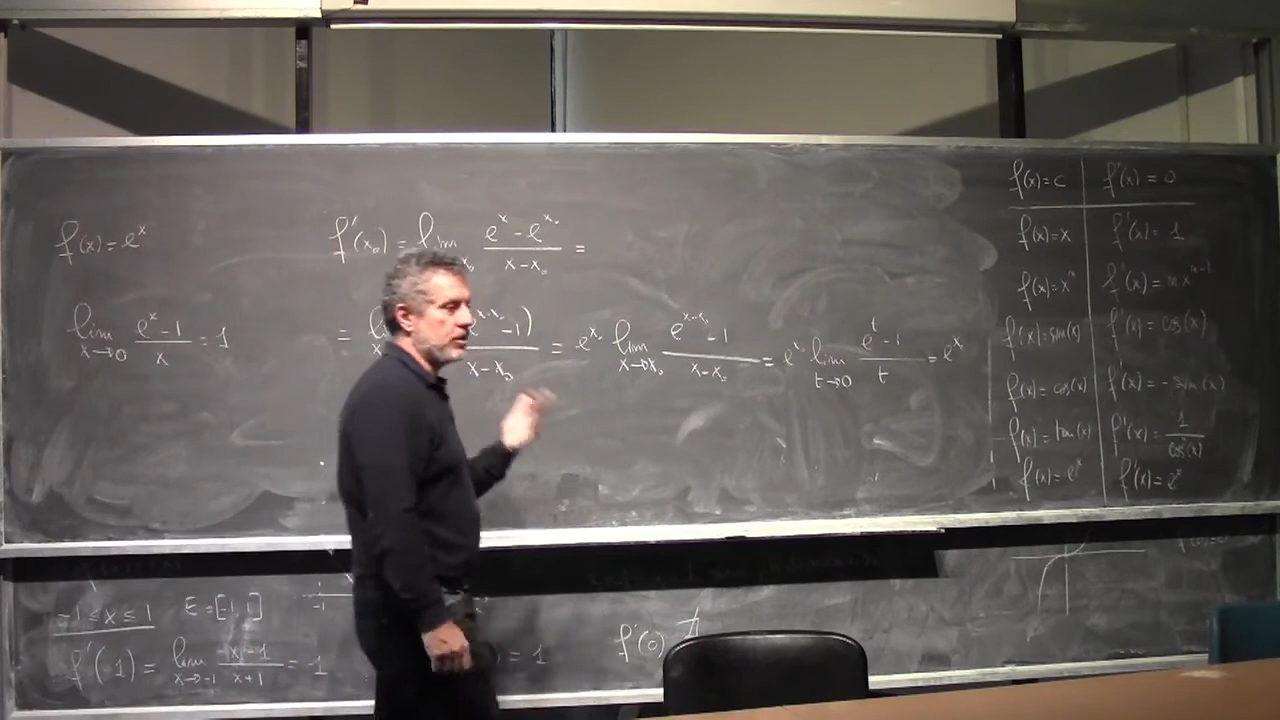 f(x) = e^x
f'(x₀) = lim (e^x - e^x₀)/(x - x₀) =
lim x→0 (e^x - 1)/x = 1
= e^x₀ lim x→x₀ (e^(x-x₀) - 1)/(x - x₀) = e^x₀ lim t→0 (e^t - 1)/t = e^x
f(x) = c | f'(x) = 0
f(x) = x | f'(x) = 1
f(x) = x^n | f'(x) = n x^(n-1)
f(x) = sin(x) | f'(x) = cos(x)
f(x) = cos(x) | f'(x) = - sin(x)
f(x) = tan(x) | f'(x) = 1/cos²(x)
f(x) = e^x | f'(x) = e^x
-1 ≤ x ≤ 1 E = [-1,1] -1
f'(-1) = lim x→-1 (-x-1)/(x+1) = -1
= 1
f'(0)